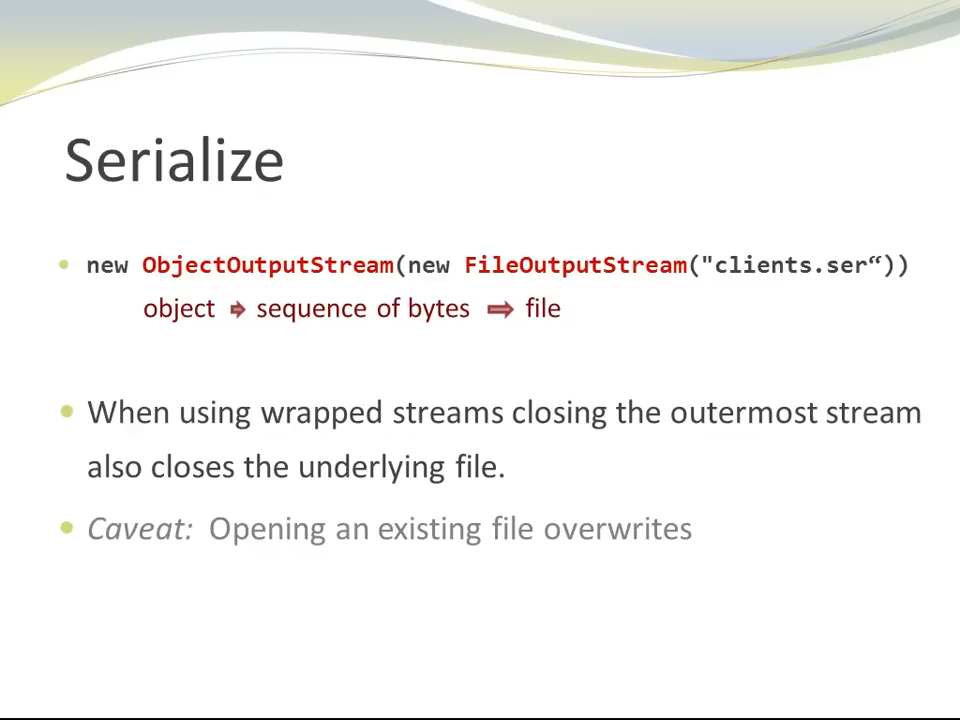 Serialize
new ObjectOutputStream(new FileOutputStream("clients.ser“))
object ➡ sequence of bytes ⇨ file
When using wrapped streams closing the outermost stream
also closes the underlying file.
Caveat: Opening an existing file overwrites